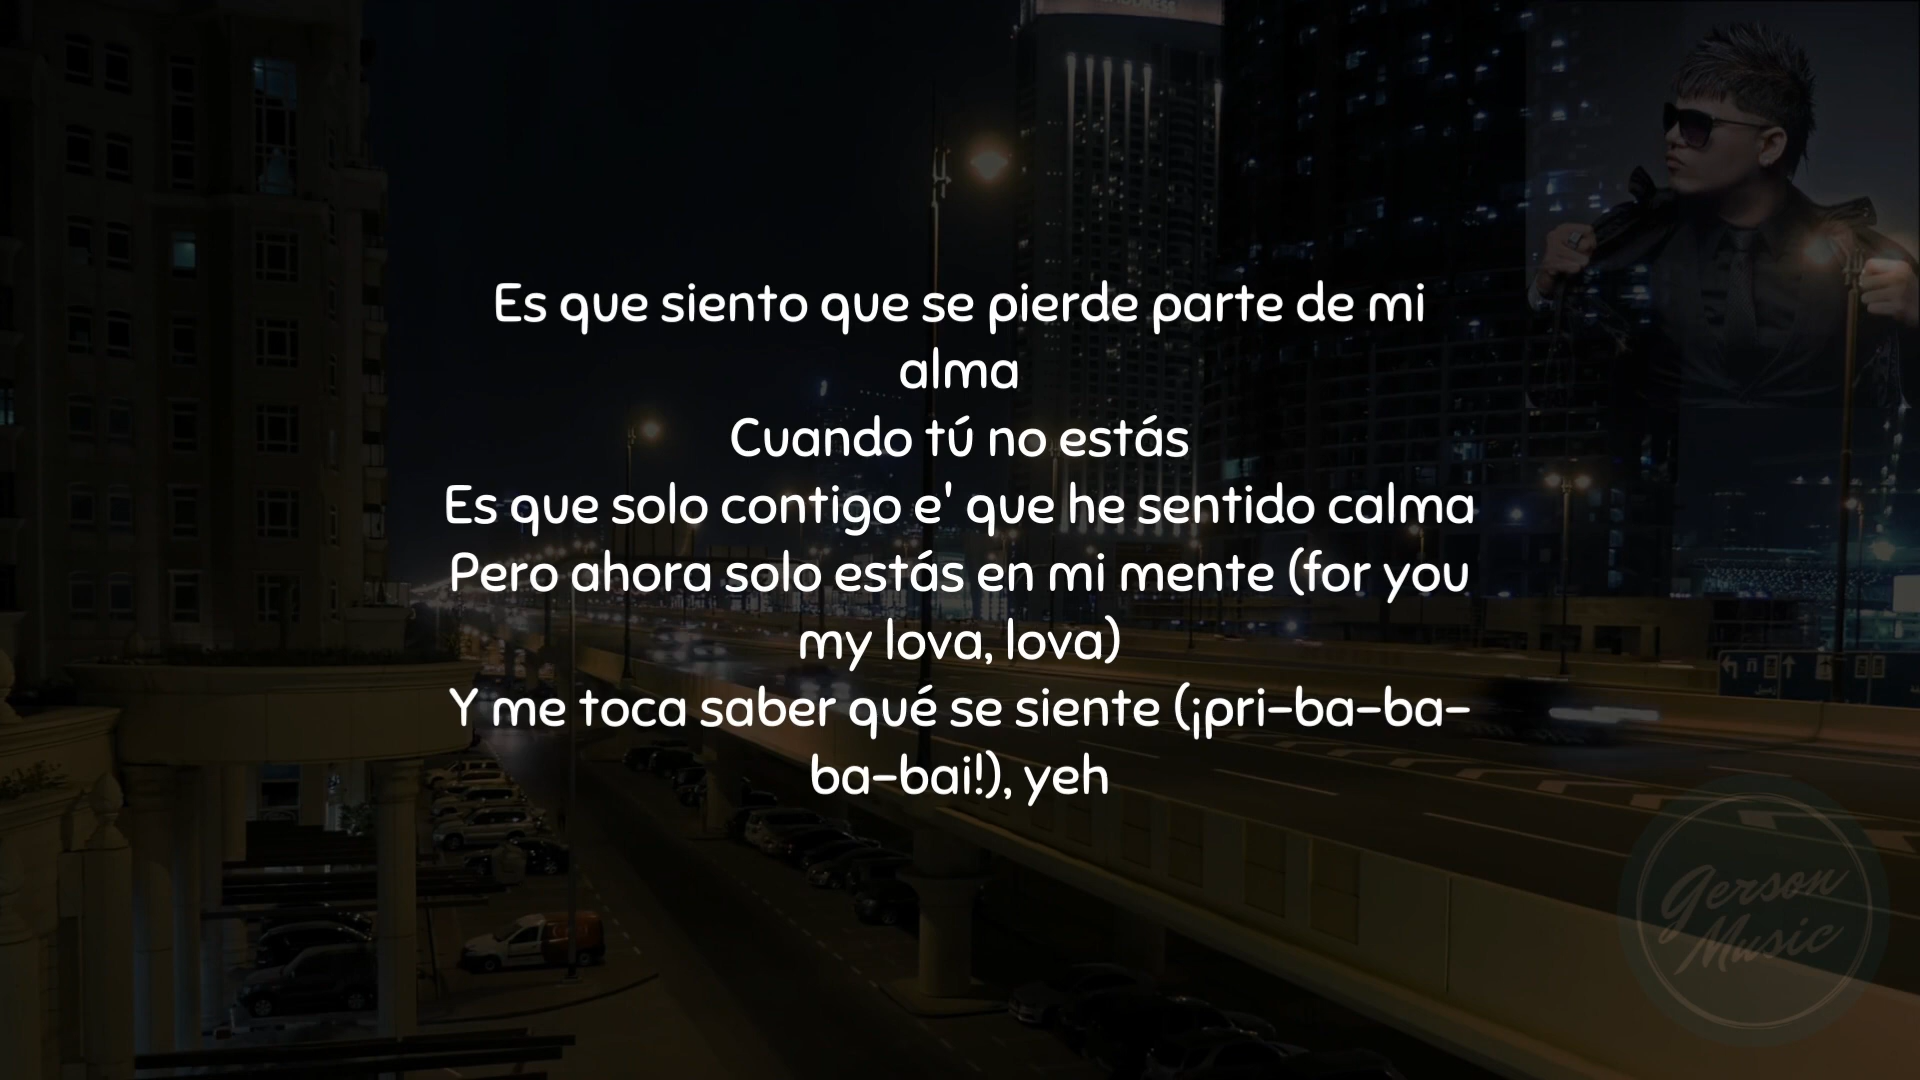 ADDRESS
Es que siento que se pierde parte de mi
alma
Cuando tú no estás
Es que solo contigo e' que he sentido calma
Pero ahora solo estás en mi mente (for you
my lova, lova)
Y me toca saber qué se siente (¡pri-ba-ba-
ba-bai!), yeh
Gerson
Music